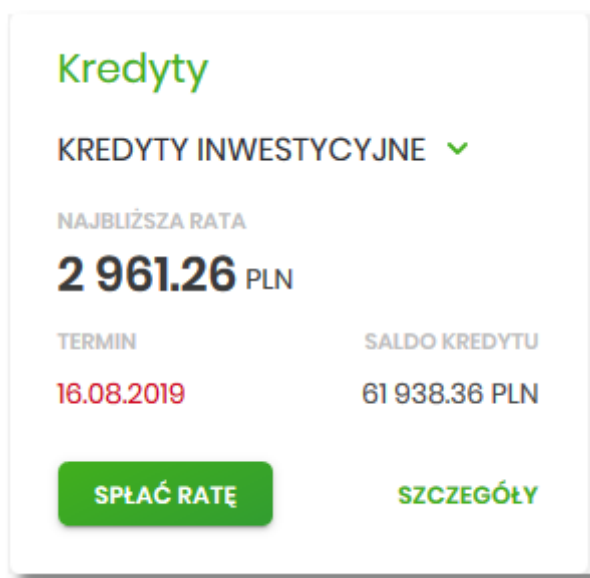 Kredyty
KREDYTY INWESTYCYJNE
NAJBLIŻSZA RATA
2 961.26 PLN
TERMIN SALDO KREDYTU
16.08.2019 61 938.36 PLN
SPŁAĆ RATĘ SZCZEGÓŁY